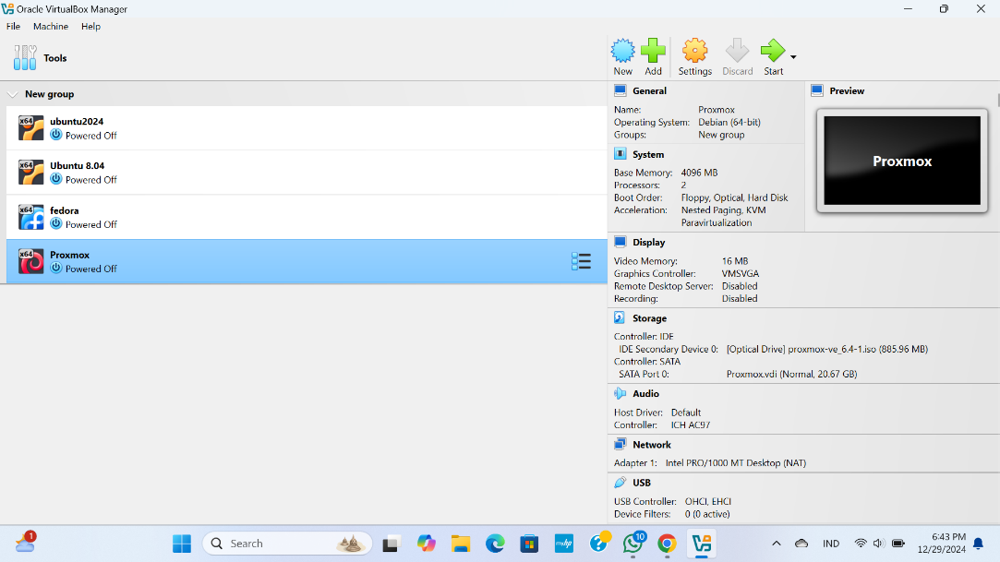 Oracle VirtualBox Manager
File Machine Help
Tools
New Add Settings Discard Start
New group
x64 ubuntu2024
Powered Off
x64 Ubuntu 8.04
Powered Off
x64 fedora
Powered Off
x64 Proxmox
Powered Off
General
Name: Proxmox
Operating System: Debian (64-bit)
Groups: New group
System
Base Memory: 4096 MB
Processors: 2
Boot Order: Floppy, Optical, Hard Disk
Acceleration: Nested Paging, KVM
Paravirtualization
Preview
Proxmox
Display
Video Memory: 16 MB
Graphics Controller: VMSVGA
Remote Desktop Server: Disabled
Recording: Disabled
Storage
Controller: IDE
IDE Secondary Device 0: [Optical Drive] proxmox-ve_6.4-1.iso (885.96 MB)
Controller: SATA
SATA Port 0: Proxmox.vdi (Normal, 20.67 GB)
Audio
Host Driver: Default
Controller: ICH AC97
Network
Adapter 1: Intel PRO/1000 MT Desktop (NAT)
USB
USB Controller: OHCI, EHCI
Device Filters: 0 (0 active)
1
Search
myhp
?
10
IND
6:43 PM
12/29/2024